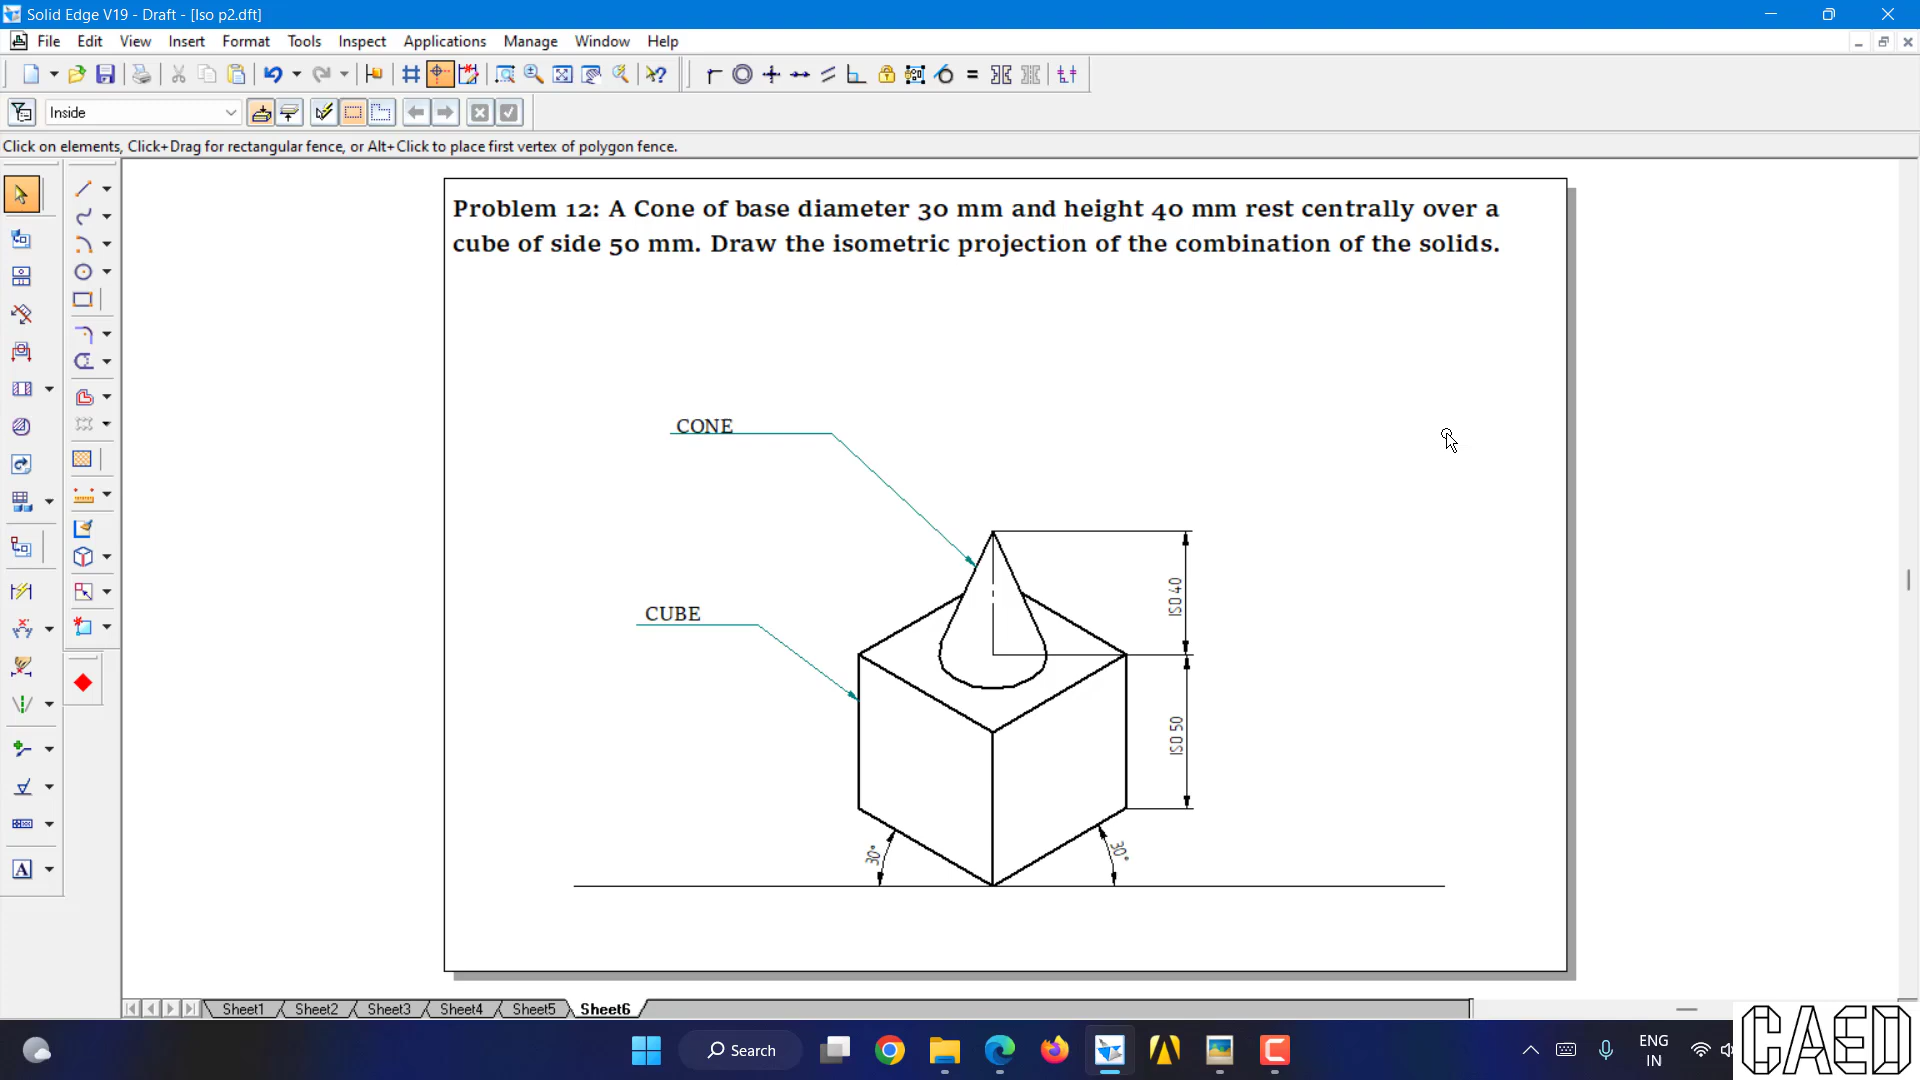 Solid Edge V19 - Draft - [Iso p2.dft]
File Edit View Insert Format Tools Inspect Applications Manage Window Help
Inside
Click on elements, Click+Drag for rectangular fence, or Alt+Click to place first vertex of polygon fence.
Problem 12: A Cone of base diameter 30 mm and height 40 mm rest centrally over a
cube of side 50 mm. Draw the isometric projection of the combination of the solids.
CONE
ISO 40
CUBE
ISO 50
30°
30°
A
Sheet1 Sheet2 Sheet3 Sheet4 Sheet5 Sheet6
Search
ENG
IN
CAED